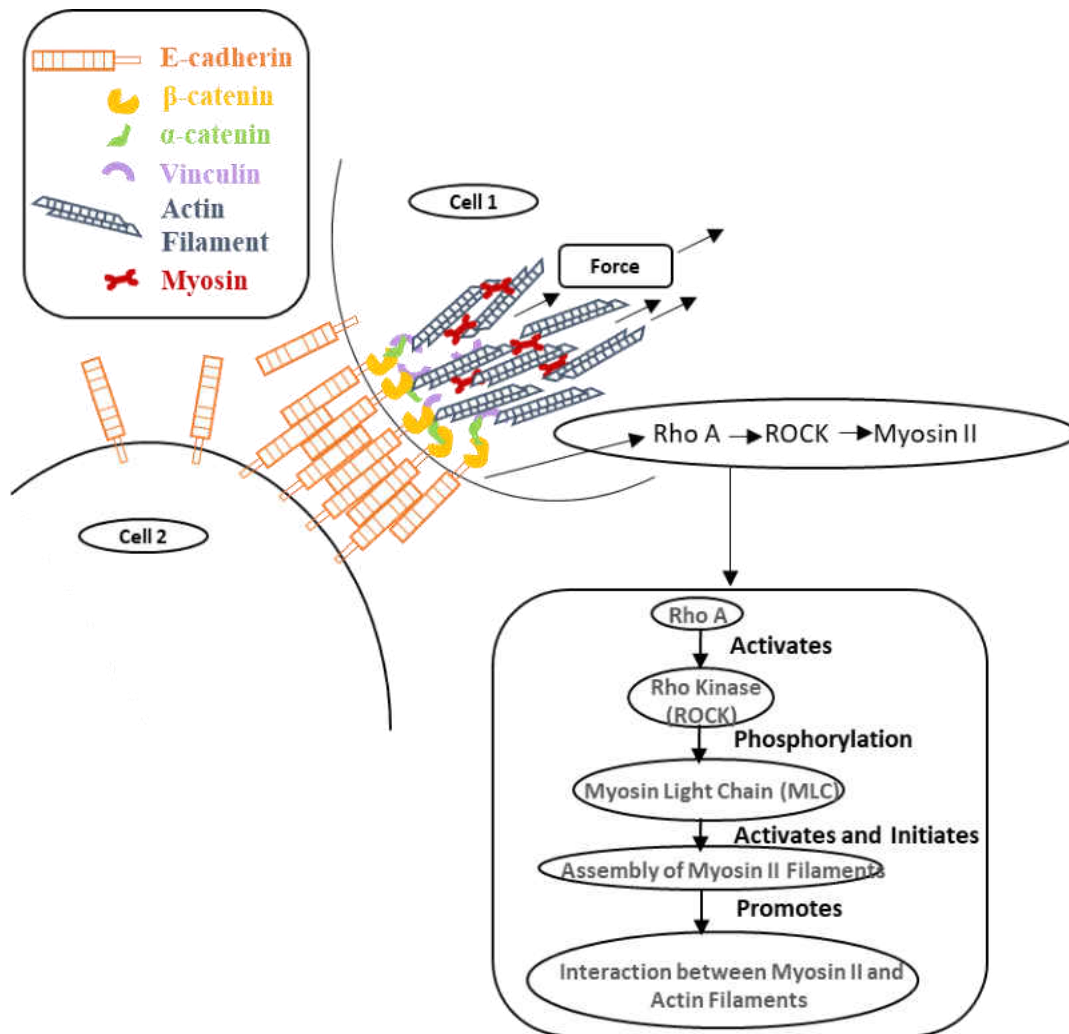 E-cadherin
β-catenin
α-catenin
Vinculín
Actin
Filament
Myosin
Cell 1
Force
Rho A → ROCK → Myosin II
Cell 2
Rho A
Activates
Rho Kinase
(ROCK)
Phosphorylation
Myosin Light Chain (MLC)
Activates and Initiates
Assembly of Myosin II Filaments
Promotes
Interaction between Myosin II and
Actin Filaments